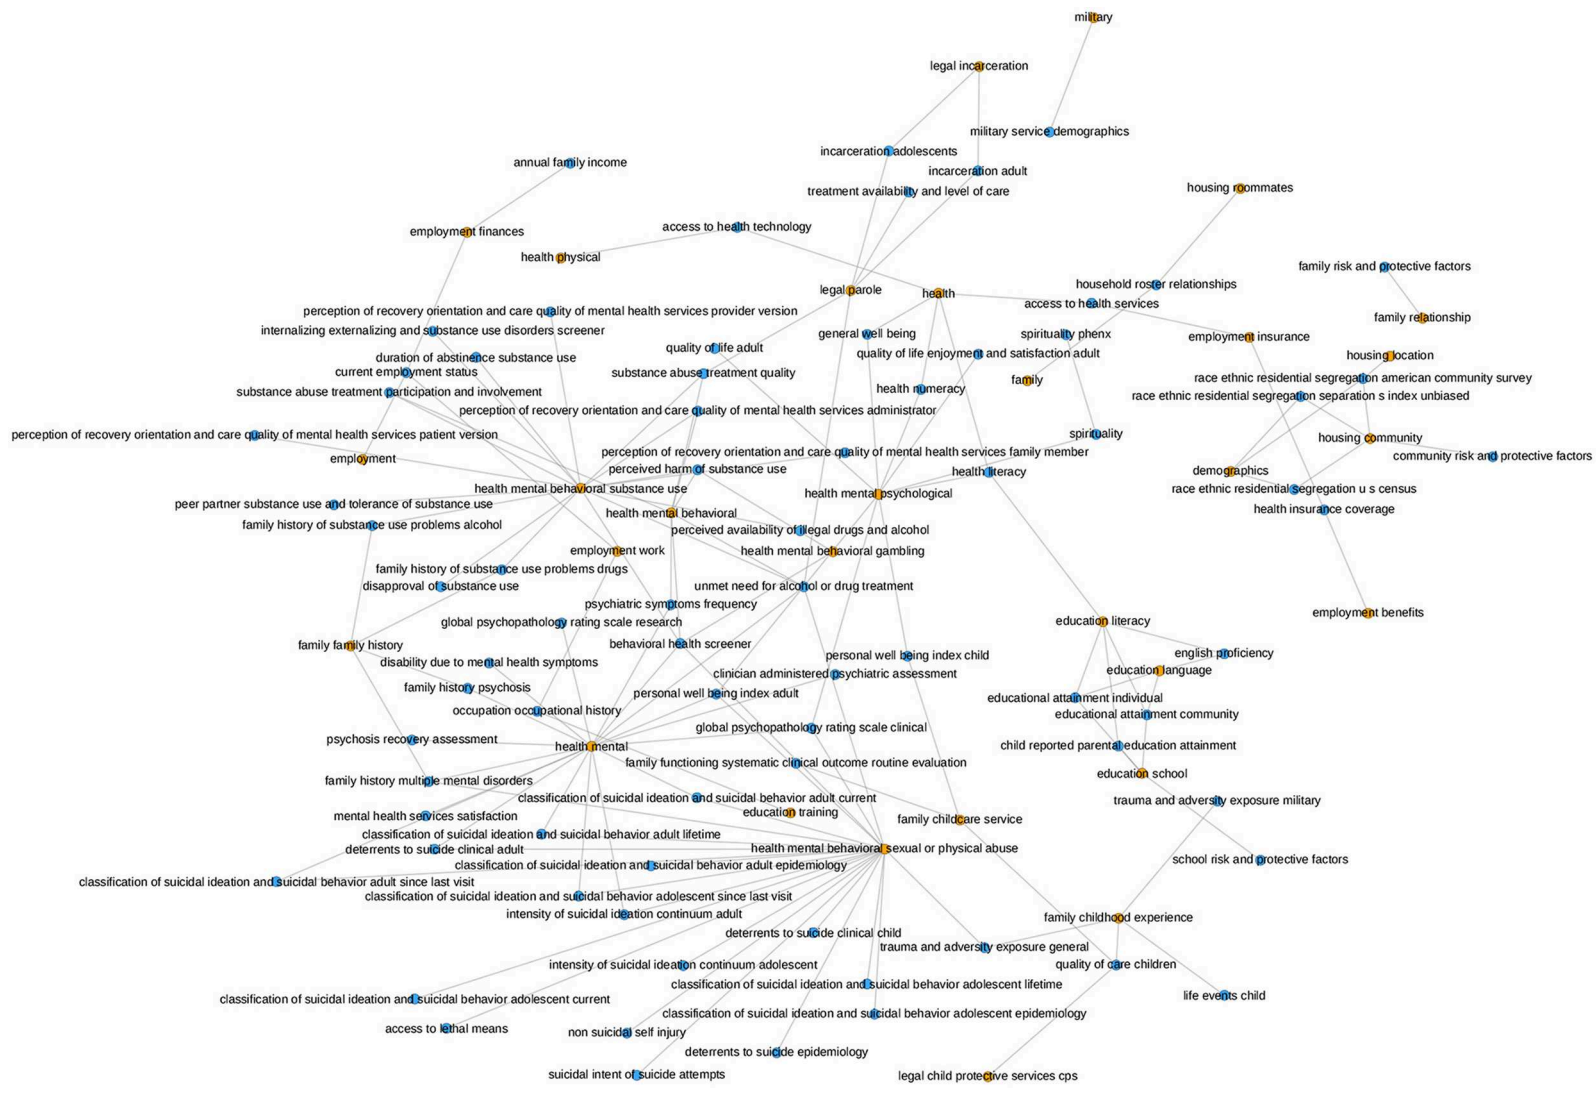 military
legal incarceration
military service demographics
incarceration adolescents
annual family income
incarceration adult
housing roommates
treatment availability and level of care
access to health technology
employment finances
health physical
family risk and protective factors
household roster relationships
legal parole
health
access to health services
perception of recovery orientation and care quality of mental health services provider version
family relationship
internalizing externalizing and substance use disorders screener
general well being
spirituality phenx
employment insurance
quality of life adult
quality of life enjoyment and satisfaction adult
housing location
duration of abstinence substance use
current employment status
substance abuse treatment quality
family
race ethnic residential segregation american community survey
substance abuse treatment participation and involvement
health numeracy
race ethnic residential segregation separation s index unbiased
perception of recovery orientation and care quality of mental health services administrator
perception of recovery orientation and care quality of mental health services patient version
spirituality
housing community
perception of recovery orientation and care quality of mental health services family member
community risk and protective factors
employment
perceived harm of substance use
health literacy
demographics
health mental behavioral substance use
health mental psychological
race ethnic residential segregation u s census
peer partner substance use and tolerance of substance use
health mental behavioral
health insurance coverage
family history of substance use problems alcohol
perceived availability of illegal drugs and alcohol
employment work
health mental behavioral gambling
family history of substance use problems drugs
disapproval of substance use
unmet need for alcohol or drug treatment
psychiatric symptoms frequency
employment benefits
global psychopathology rating scale research
education literacy
family family history
behavioral health screener
personal well being index child
english proficiency
disability due to mental health symptoms
clinician administered psychiatric assessment
education language
family history psychosis
personal well being index adult
educational attainment individual
occupation occupational history
educational attainment community
global psychopathology rating scale clinical
psychosis recovery assessment
health mental
child reported parental education attainment
family functioning systematic clinical outcome routine evaluation
education school
family history multiple mental disorders
classification of suicidal ideation and suicidal behavior adult current
trauma and adversity exposure military
mental health services satisfaction
education training
family childcare service
classification of suicidal ideation and suicidal behavior adult lifetime
deterrents to suicide clinical adult
health mental behavioral sexual or physical abuse
school risk and protective factors
classification of suicidal ideation and suicidal behavior adult epidemiology
classification of suicidal ideation and suicidal behavior adult since last visit
classification of suicidal ideation and suicidal behavior adolescent since last visit
intensity of suicidal ideation continuum adult
family childhood experience
deterrents to suicide clinical child
trauma and adversity exposure general
intensity of suicidal ideation continuum adolescent
quality of care children
classification of suicidal ideation and suicidal behavior adolescent lifetime
life events child
classification of suicidal ideation and suicidal behavior adolescent current
classification of suicidal ideation and suicidal behavior adolescent epidemiology
access to lethal means
non suicidal self injury
deterrents to suicide epidemiology
suicidal intent of suicide attempts
legal child protective services cps